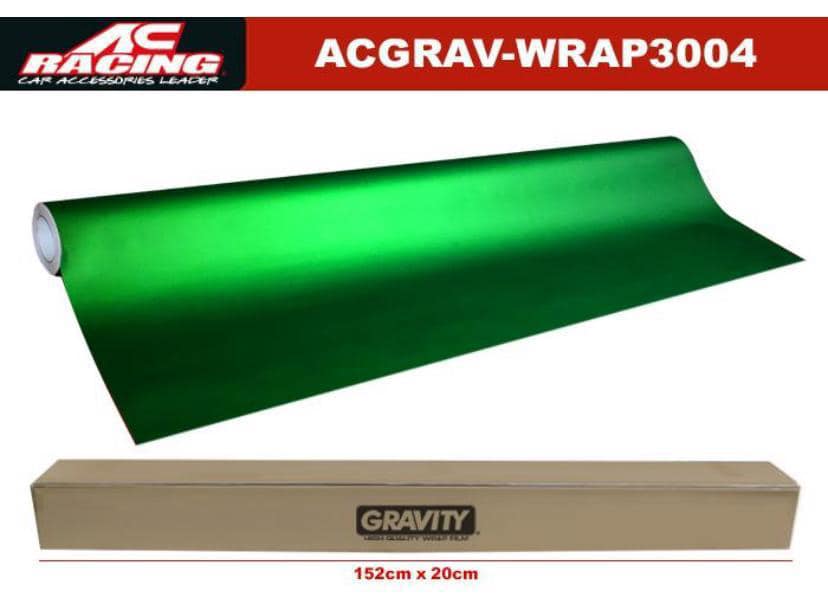 AC
RACING
CAR ACCESSORIES LEADER
ACGRAV-WRAP3004
GRAVITY
HIGH QUALITY WRAP FILM
152cm x 20cm